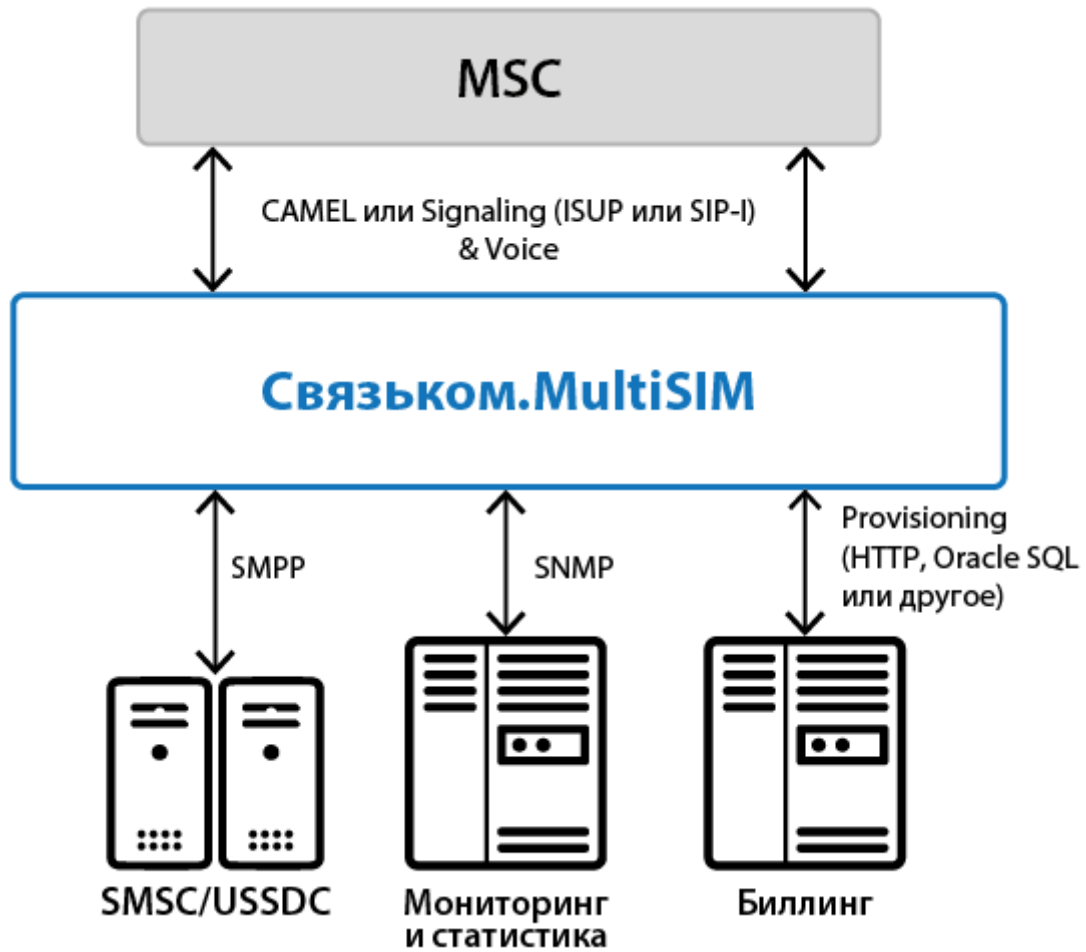 MSC
CAMEL или Signaling (ISUP или SIP-I)
& Voice
Связьком.MultiSIM
SMPP
SNMP
Provisioning
(HTTP, Oracle SQL
или другое)
SMSC/USSDC
Мониторинг
и статистика
Биллинг